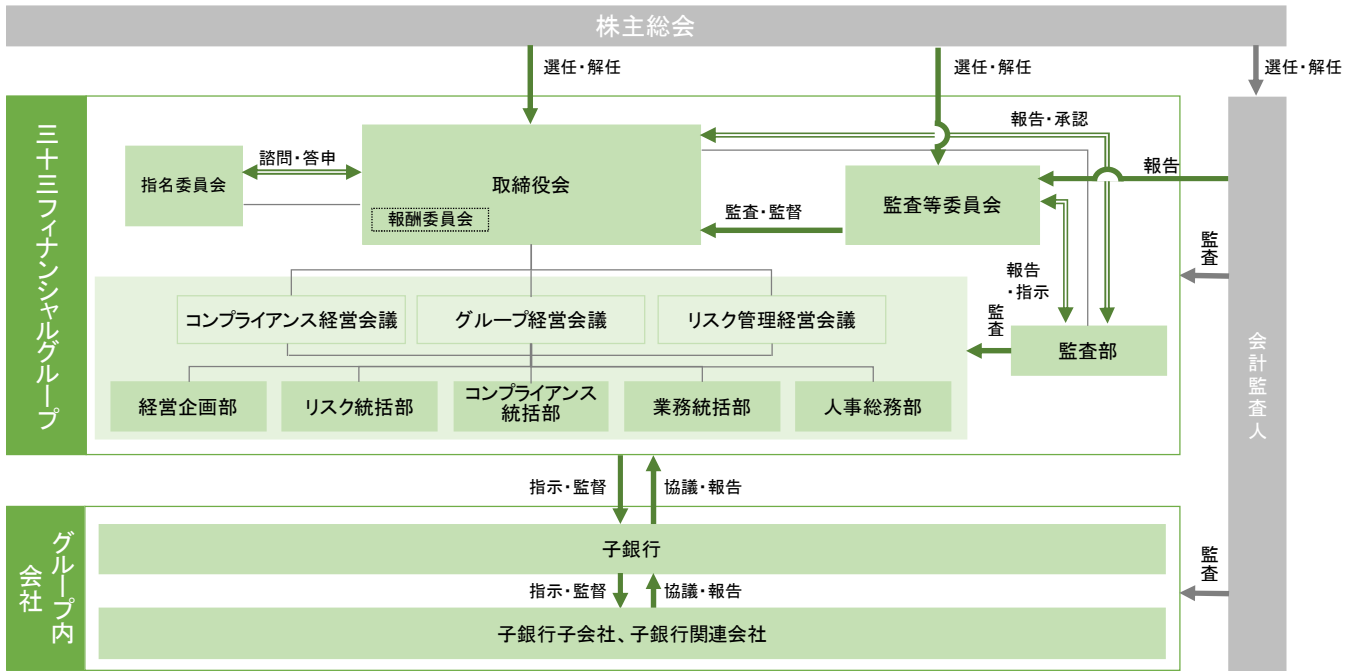 株主総会
選任・解任
選任・解任
選任・解任
三十三フィナンシャルグループ
報告・承認
諮問・答申
指名委員会
取締役会
報酬委員会
監査・監督
監査等委員会
報告
監査
報告
・指示
監査
コンプライアンス経営会議
グループ経営会議
リスク管理経営会議
監査部
会計監査人
経営企画部
リスク統括部
コンプライアンス
統括部
業務統括部
人事総務部
指示・監督
協議・報告
グループ内
会社
子銀行
監査
指示・監督
協議・報告
子銀行子会社、子銀行関連会社